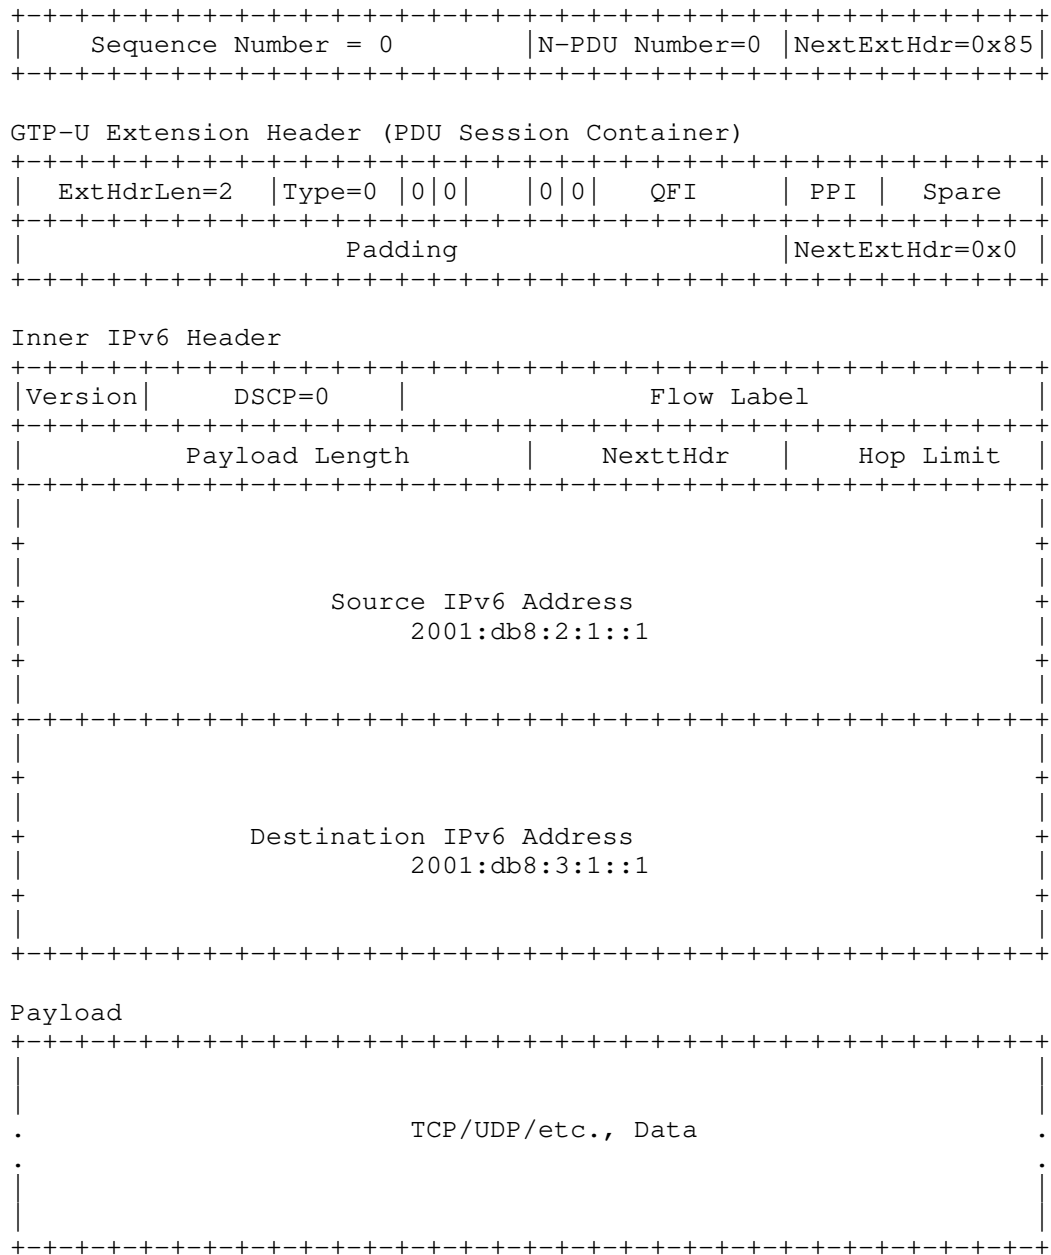 +-+-+-+-+-+-+-+-+-+-+-+-+-+-+-+-+-+-+-+-+-+-+-+-+-+-+-+-+-+-+-+-+
|    Sequence Number = 0        |N-PDU Number=0 |NextExtHdr=0x85|
+-+-+-+-+-+-+-+-+-+-+-+-+-+-+-+-+-+-+-+-+-+-+-+-+-+-+-+-+-+-+-+-+

GTP-U Extension Header (PDU Session Container)
+-+-+-+-+-+-+-+-+-+-+-+-+-+-+-+-+-+-+-+-+-+-+-+-+-+-+-+-+-+-+-+-+
|  ExtHdrLen=2  |Type=0 |0|0|   |0|0|   QFI     | PPI |  Spare  |
+-+-+-+-+-+-+-+-+-+-+-+-+-+-+-+-+-+-+-+-+-+-+-+-+-+-+-+-+-+-+-+-+
|                    Padding                    |NextExtHdr=0x0 |
+-+-+-+-+-+-+-+-+-+-+-+-+-+-+-+-+-+-+-+-+-+-+-+-+-+-+-+-+-+-+-+-+

Inner IPv6 Header
+-+-+-+-+-+-+-+-+-+-+-+-+-+-+-+-+-+-+-+-+-+-+-+-+-+-+-+-+-+-+-+-+
|Version|     DSCP=0    |               Flow Label              |
+-+-+-+-+-+-+-+-+-+-+-+-+-+-+-+-+-+-+-+-+-+-+-+-+-+-+-+-+-+-+-+-+
|          Payload Length       |    NexttHdr   |    Hop Limit  |
+-+-+-+-+-+-+-+-+-+-+-+-+-+-+-+-+-+-+-+-+-+-+-+-+-+-+-+-+-+-+-+-+
|                                                               |
+                                                               +
|                                                               |
+                   Source IPv6 Address                         +
|                        2001:db8:2:1::1                        |
+                                                               +
|                                                               |
+-+-+-+-+-+-+-+-+-+-+-+-+-+-+-+-+-+-+-+-+-+-+-+-+-+-+-+-+-+-+-+-+
|                                                               |
+                                                               +
|                                                               |
+              Destination IPv6 Address                         +
|                        2001:db8:3:1::1                        |
+                                                               +
|                                                               |
+-+-+-+-+-+-+-+-+-+-+-+-+-+-+-+-+-+-+-+-+-+-+-+-+-+-+-+-+-+-+-+-+

Payload
+-+-+-+-+-+-+-+-+-+-+-+-+-+-+-+-+-+-+-+-+-+-+-+-+-+-+-+-+-+-+-+-+
|                                                               |
|                                                               |
.                        TCP/UDP/etc., Data                     .
.                                                               .
|                                                               |
|                                                               |
+-+-+-+-+-+-+-+-+-+-+-+-+-+-+-+-+-+-+-+-+-+-+-+-+-+-+-+-+-+-+-+-+